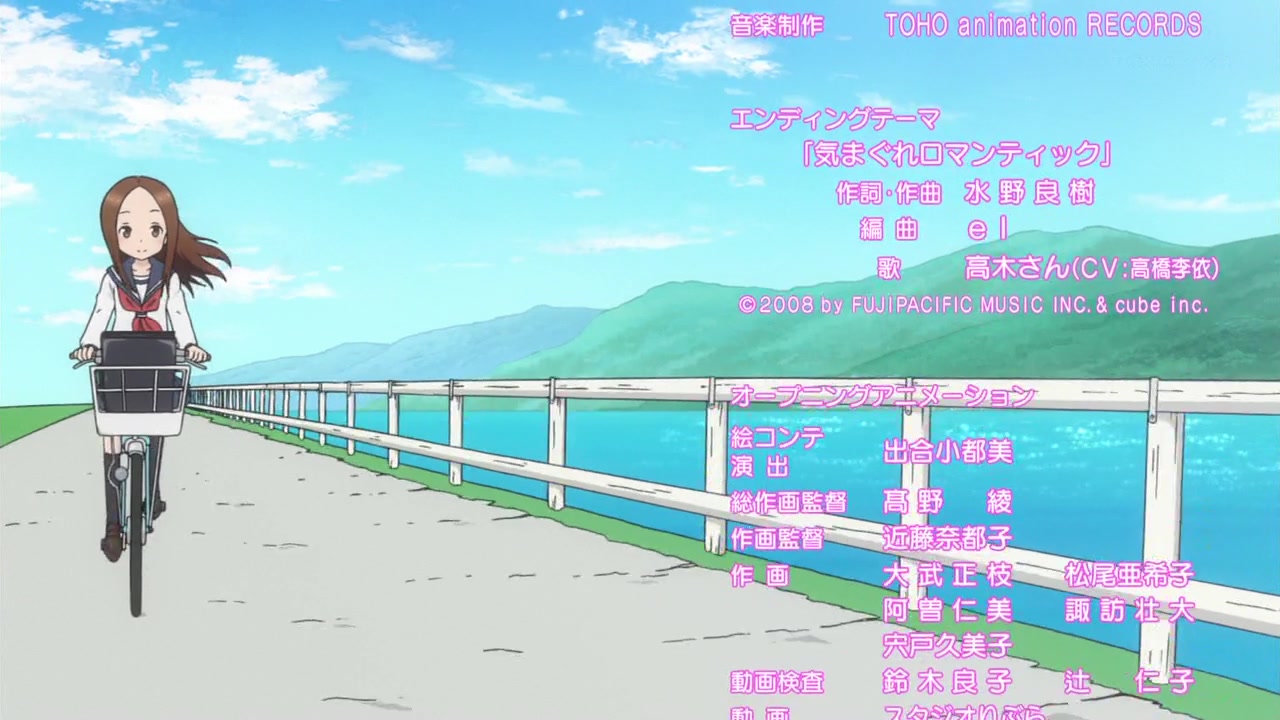 音楽制作 TOHO animation RECORDS
エンディングテーマ
「気まぐれロマンティック」
作詞・作曲 水野良樹
編曲 el
歌 高木さん(CV:高橋李依)
©2008 by FUJIPACIFIC MUSIC INC.& cube inc.
オープニングアニメーション
絵コンテ
演出 出合小都美
総作画監督 髙野 綾
作画監督 近藤奈都子
作画 大武正枝 松尾亜希子
阿曽仁美 諏訪壮大
宍戸久美子
動画検査 鈴木良子 辻 仁子
動画 スタジオりぶら